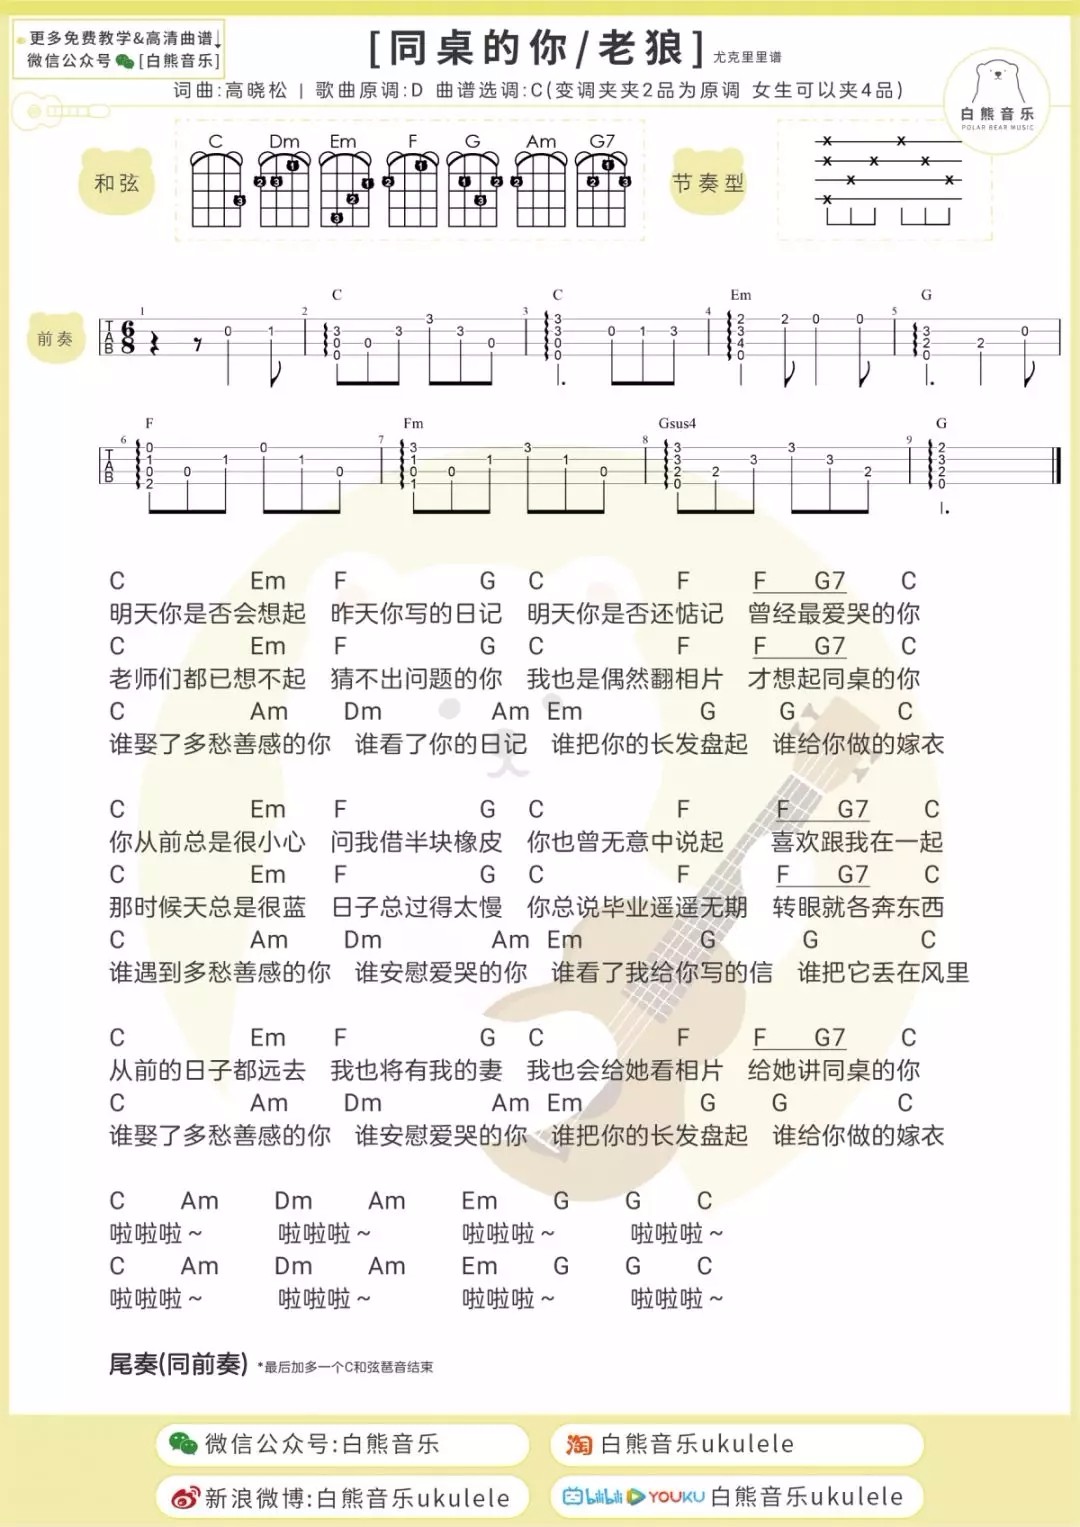 更多免费教学&高清曲谱
微信公众号 [白熊音乐]
[同桌的你/老狼] 尤克里里谱
词曲:高晓松 | 歌曲原调:D 曲谱选调:C(变调夹夹2品为原调 女生可以夹4品)
白熊音乐
POLAR BEAR MUSIC
和弦
C Dm Em F G Am G7
节奏型
前奏
C C Em G
F Fm Gsus4 G
C Em F G C F F G7 C
明天你是否会想起 昨天你写的日记 明天你是否还惦记 曾经最爱哭的你
C Em F G C F F G7 C
老师们都已想不起 猜不出问题的你 我也是偶然翻相片 才想起同桌的你
C Am Dm Am Em G G C
谁娶了多愁善感的你 谁看了你的日记 谁把你的长发盘起 谁给你做的嫁衣
C Em F G C F F G7 C
你从前总是很小心 问我借半块橡皮 你也曾无意中说起 喜欢跟我在一起
C Em F G C F F G7 C
那时候天总是很蓝 日子总过得太慢 你总说毕业遥遥无期 转眼就各奔东西
C Am Dm Am Em G G C
谁遇到多愁善感的你 谁安慰爱哭的你 谁看了我给你写的信 谁把它丢在风里
C Em F G C F F G7 C
从前的日子都远去 我也将有我的妻 我也会给她看相片 给她讲同桌的你
C Am Dm Am Em G G C
谁娶了多愁善感的你 谁安慰爱哭的你 谁把你的长发盘起 谁给你做的嫁衣
C Am Dm Am Em G G C
啦啦啦~ 啦啦啦~ 啦啦啦~ 啦啦啦~
C Am Dm Am Em G G C
啦啦啦~ 啦啦啦~ 啦啦啦~ 啦啦啦~
尾奏(同前奏) *最后加多一个C和弦琶音结束
微信公众号:白熊音乐
淘 白熊音乐ukulele
新浪微博:白熊音乐ukulele
bilibili YOUKU 白熊音乐ukulele